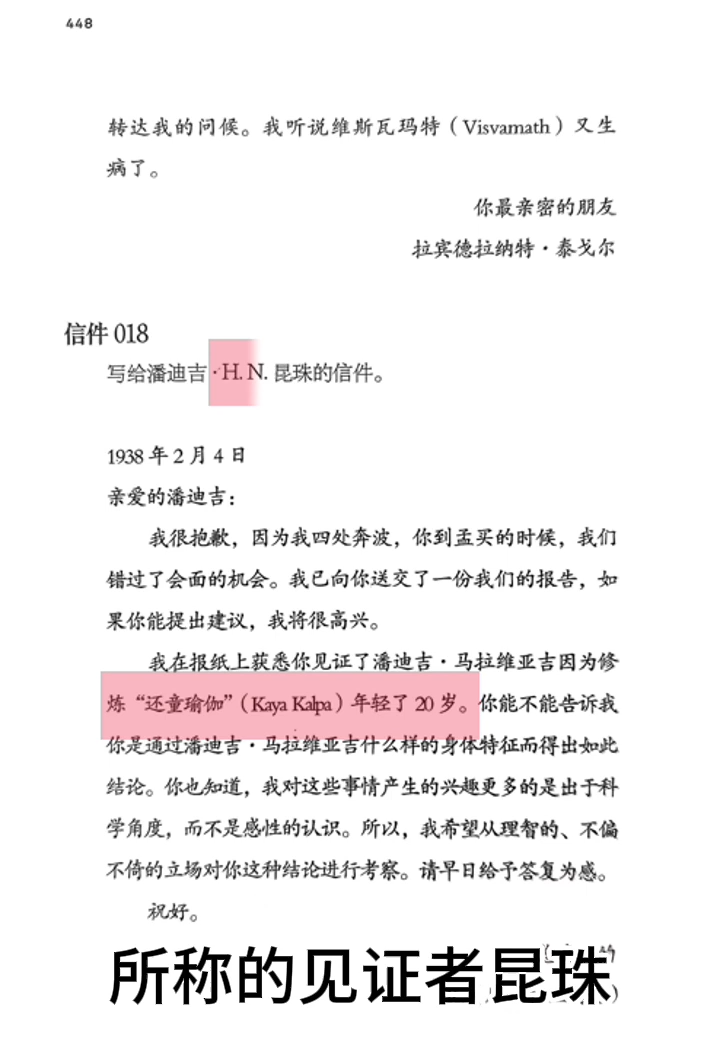 448
转达我的问候。我听说维斯瓦玛特（Visvamath）又生
病了。
你最亲密的朋友
拉宾德拉纳特·泰戈尔
信件 018
写给潘迪吉·H. N. 昆珠的信件。
1938 年 2 月 4 日
亲爱的潘迪吉：
我很抱歉，因为我四处奔波，你到孟买的时候，我们
错过了会面的机会。我已向你送交了一份我们的报告，如
果你能提出建议，我将很高兴。
我在报纸上获悉你见证了潘迪吉·马拉维亚吉因为修
炼“还童瑜伽”（Kaya Kalpa）年轻了 20 岁。你能不能告诉我
你是通过潘迪吉·马拉维亚吉什么样的身体特征而得出如此
结论。你也知道，我对这些事情产生的兴趣更多的是出于科
学角度，而不是感性的认识。所以，我希望从理智的、不偏
不倚的立场对你这种结论进行考察。请早日给予答复为感。
祝好。
所称的见证者昆珠